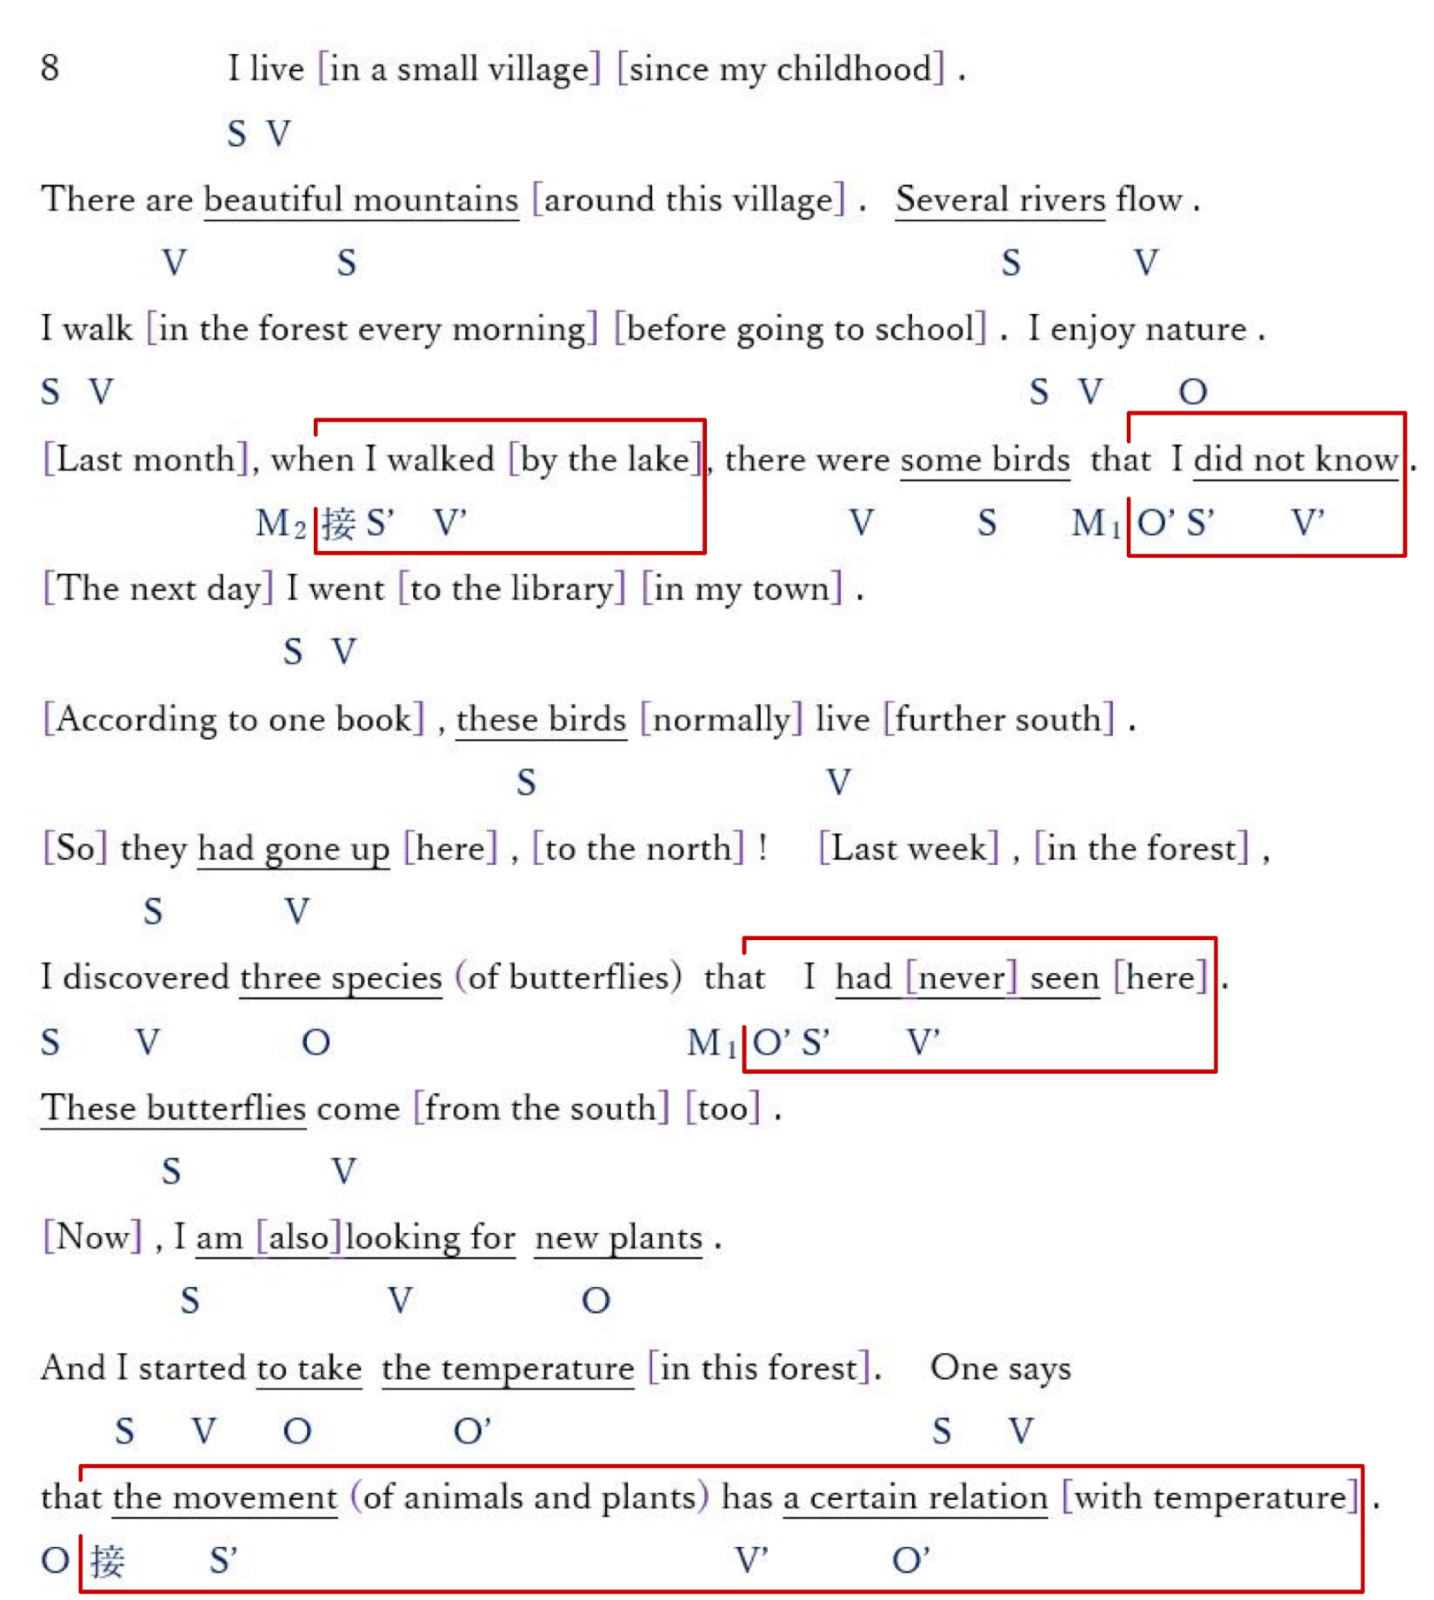 8 I live [in a small village] [since my childhood] .
S V
There are beautiful mountains [around this village] . Several rivers flow .
V S S V
I walk [in the forest every morning] [before going to school] . I enjoy nature .
S V S V O
[Last month], when I walked [by the lake], there were some birds that I did not know .
M₂ 接 S’ V’ V S M₁ O’ S’ V’
[The next day] I went [to the library] [in my town] .
S V
[According to one book] , these birds [normally] live [further south] .
S V
[So] they had gone up [here] , [to the north] ! [Last week] , [in the forest] ,
S V
I discovered three species (of butterflies) that I had [never] seen [here] .
S V O M₁ O’ S’ V’
These butterflies come [from the south] [too] .
S V
[Now] , I am [also]looking for new plants .
S V O
And I started to take the temperature [in this forest]. One says
S V O O’ S V
that the movement (of animals and plants) has a certain relation [with temperature] .
O 接 S’ V’ O’